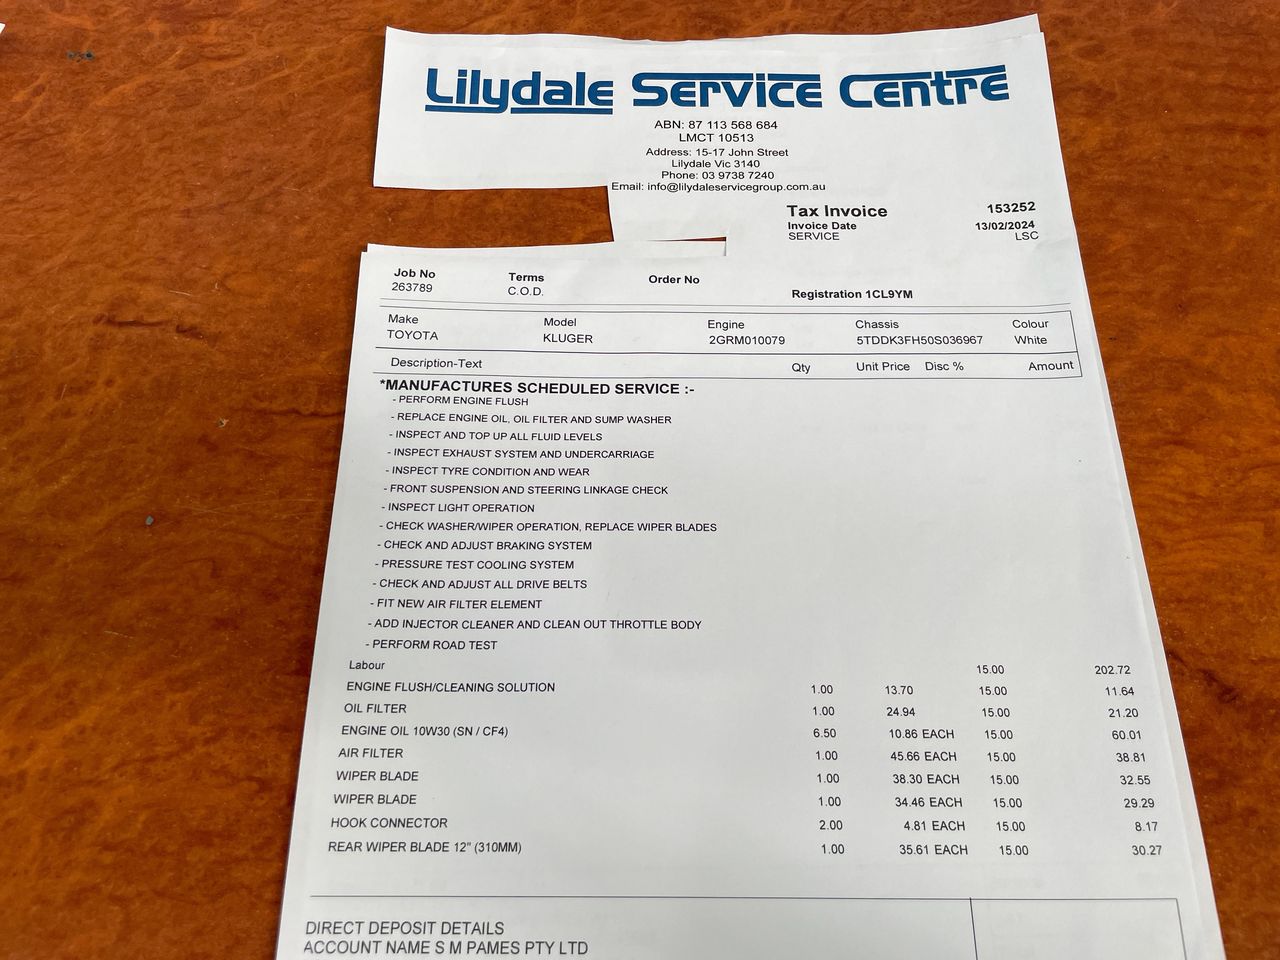 Lilydale Service Centre
ABN: 87 113 568 684
LMCT 10513
Address: 15-17 John Street
Lilydale Vic 3140
Phone: 03 9738 7240
Email: info@lilydaleservicegroup.com.au
Tax Invoice 153252
Invoice Date 13/02/2024
SERVICE LSC
Job No Terms Order No
263789 C.O.D. Registration 1CL9YM
Make Model Engine Chassis Colour
TOYOTA KLUGER 2GRM010079 5TDDK3FH50S036967 White
Description-Text Qty Unit Price Disc % Amount
*MANUFACTURES SCHEDULED SERVICE :-
- PERFORM ENGINE FLUSH
- REPLACE ENGINE OIL, OIL FILTER AND SUMP WASHER
- INSPECT AND TOP UP ALL FLUID LEVELS
- INSPECT EXHAUST SYSTEM AND UNDERCARRIAGE
- INSPECT TYRE CONDITION AND WEAR
- FRONT SUSPENSION AND STEERING LINKAGE CHECK
- INSPECT LIGHT OPERATION
- CHECK WASHER/WIPER OPERATION, REPLACE WIPER BLADES
- CHECK AND ADJUST BRAKING SYSTEM
- PRESSURE TEST COOLING SYSTEM
- CHECK AND ADJUST ALL DRIVE BELTS
- FIT NEW AIR FILTER ELEMENT
- ADD INJECTOR CLEANER AND CLEAN OUT THROTTLE BODY
- PERFORM ROAD TEST
Labour 15.00 202.72
ENGINE FLUSH/CLEANING SOLUTION 1.00 13.70 15.00 11.64
OIL FILTER 1.00 24.94 15.00 21.20
ENGINE OIL 10W30 (SN / CF4) 6.50 10.86 EACH 15.00 60.01
AIR FILTER 1.00 45.66 EACH 15.00 38.81
WIPER BLADE 1.00 38.30 EACH 15.00 32.55
WIPER BLADE 1.00 34.46 EACH 15.00 29.29
HOOK CONNECTOR 2.00 4.81 EACH 15.00 8.17
REAR WIPER BLADE 12" (310MM) 1.00 35.61 EACH 15.00 30.27
DIRECT DEPOSIT DETAILS
ACCOUNT NAME S M PAMES PTY LTD